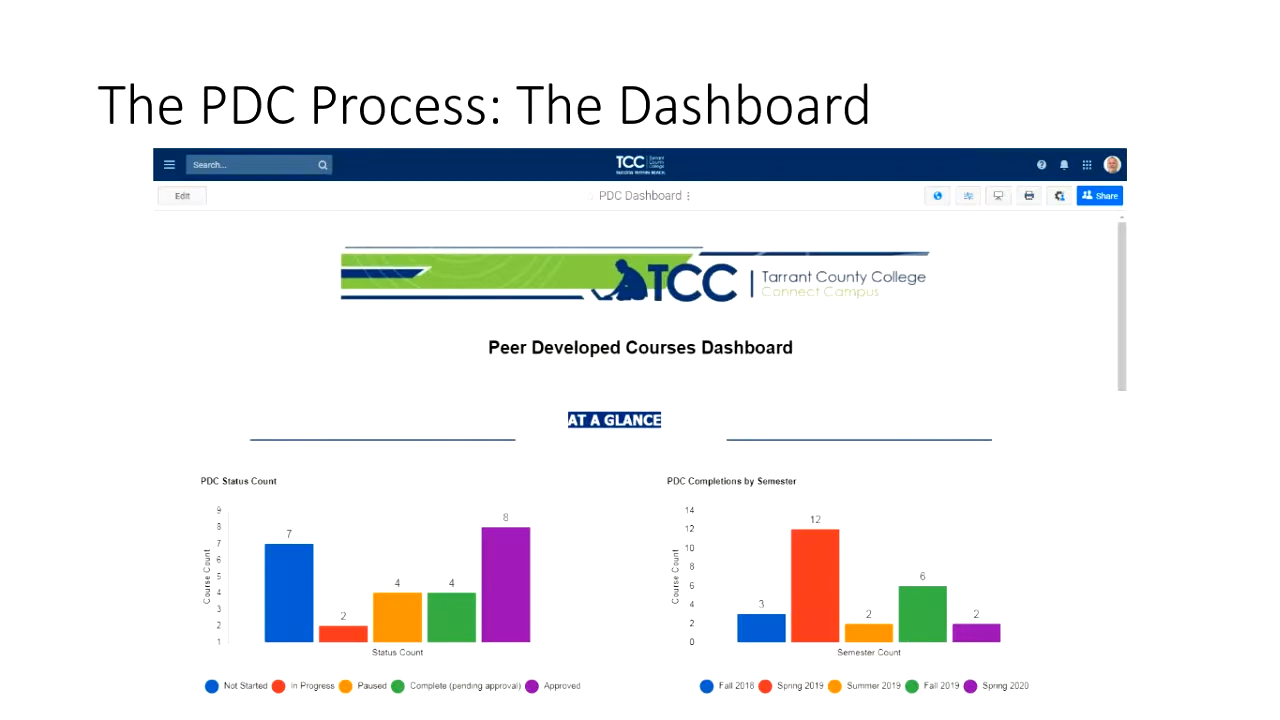 The PDC Process: The Dashboard
Search...
TCC Tarrant County College
Edit
PDC Dashboard
Share
TCC | Tarrant County College
Connect Campus
Peer Developed Courses Dashboard
AT A GLANCE
PDC Status Count
9
8
7
6
5
4
3
2
1
Course Count
7
2
4
4
8
Status Count
Not Started In Progress Paused Complete (pending approval) Approved
PDC Completions by Semester
14
12
10
8
6
4
2
0
Course Count
3
12
2
6
2
Semester Count
Fall 2018 Spring 2019 Summer 2019 Fall 2019 Spring 2020